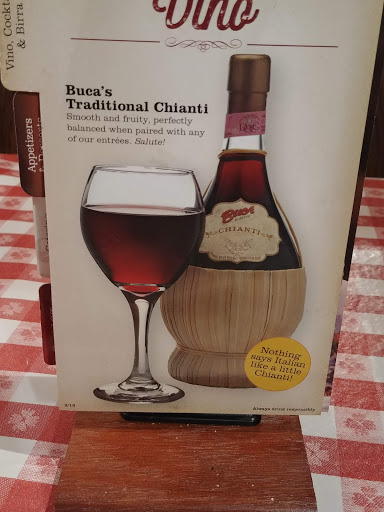 Vino
Vino, Cockt
& Birra
Appetizers
Buca's
Traditional Chianti
Smooth and fruity, perfectly
balanced when paired with any
of our entrées. Salute!
Buca
CHIANTI
Nothing
says Italian
like a little
Chianti!
Always drink responsibly